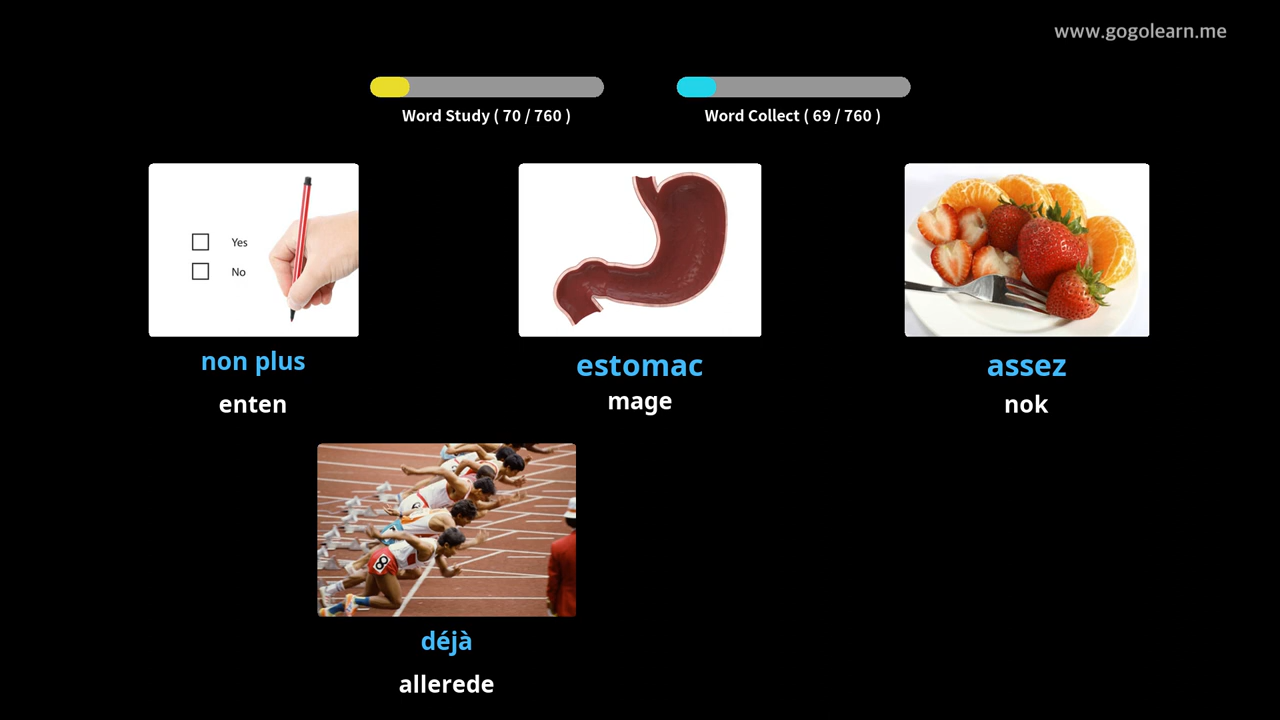 www.gogolearn.me
Word Study ( 70 / 760 )
Word Collect ( 69 / 760 )
Yes
No
non plus
enten
estomac
mage
assez
nok
8
déjà
allerede